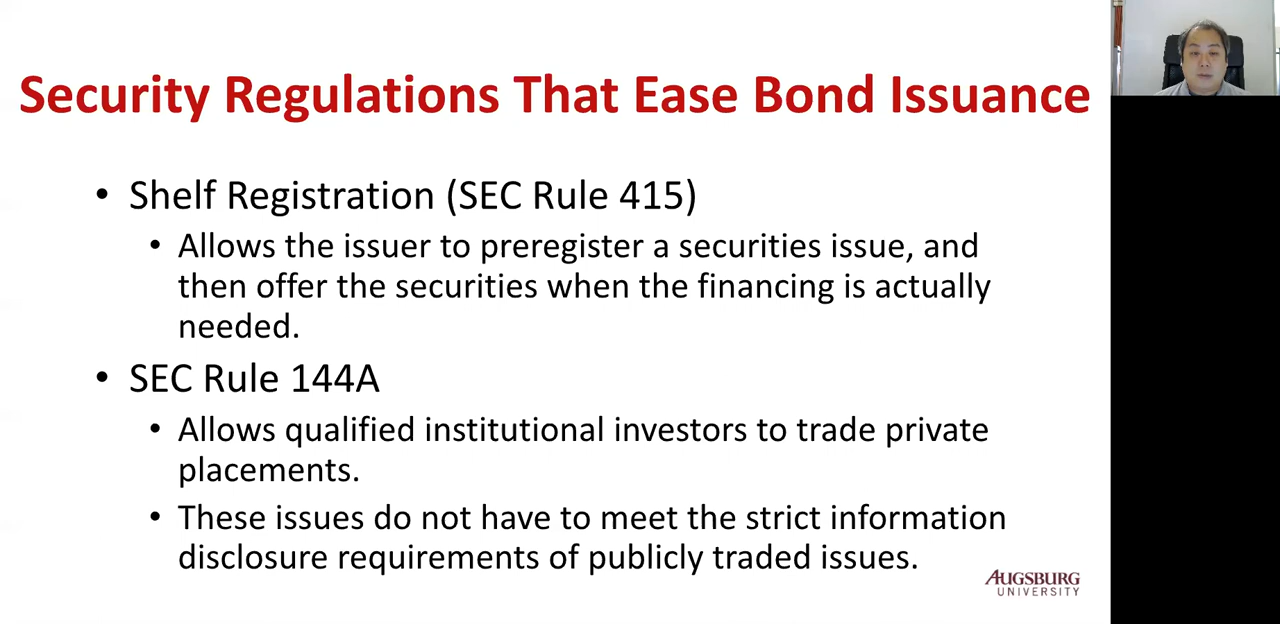 Security Regulations That Ease Bond Issuance
• Shelf Registration (SEC Rule 415)
• Allows the issuer to preregister a securities issue, and
then offer the securities when the financing is actually
needed.
• SEC Rule 144A
• Allows qualified institutional investors to trade private
placements.
• These issues do not have to meet the strict information
disclosure requirements of publicly traded issues.
AUGSBURG
UNIVERSITY